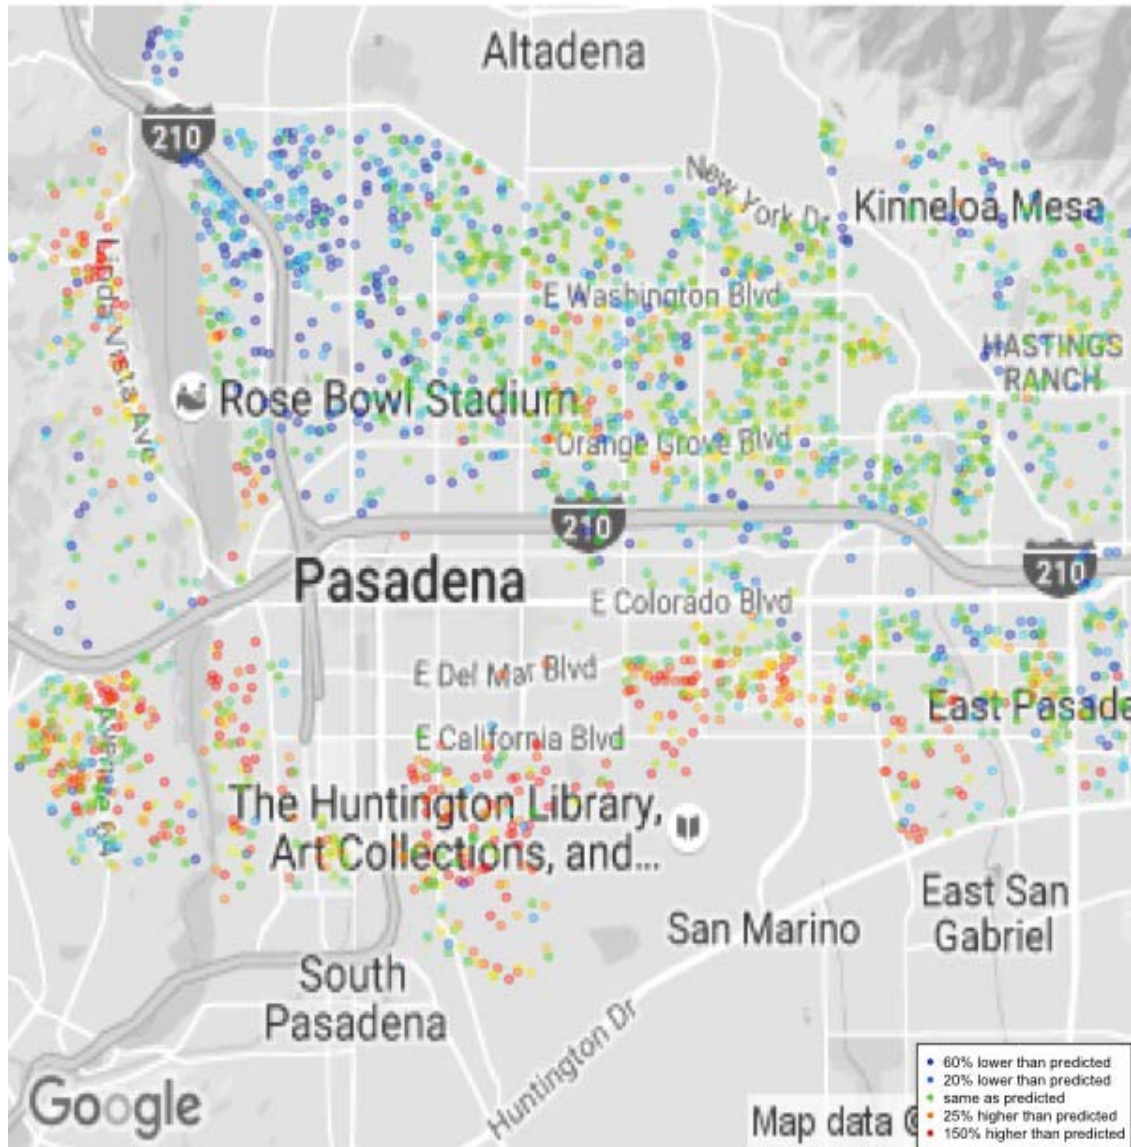 Altadena
210
New York Dr
Kinneloa Mesa
E Washington Blvd
Linda Vista Ave
HASTINGS
RANCH
Rose Bowl Stadium
Orange Grove Blvd
210
Pasadena
210
E Colorado Blvd
E Del Mar Blvd
East Pasade
Avenue 64
E California Blvd
The Huntington Library,
Art Collections, and...
East San
Gabriel
San Marino
South
Pasadena
Huntington Dr
Google
Map data ©
60% lower than predicted
20% lower than predicted
same as predicted
25% higher than predicted
150% higher than predicted